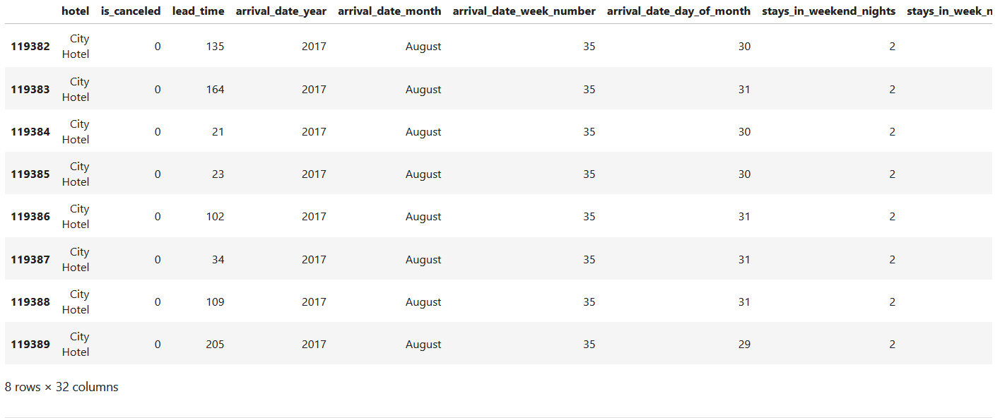 hotel is_canceled lead_time arrival_date_year arrival_date_month arrival_date_week_number arrival_date_day_of_month stays_in_weekend_nights stays_in_week_n
119382 City Hotel 0 135 2017 August 35 30 2
119383 City Hotel 0 164 2017 August 35 31 2
119384 City Hotel 0 21 2017 August 35 30 2
119385 City Hotel 0 23 2017 August 35 30 2
119386 City Hotel 0 102 2017 August 35 31 2
119387 City Hotel 0 34 2017 August 35 31 2
119388 City Hotel 0 109 2017 August 35 31 2
119389 City Hotel 0 205 2017 August 35 29 2
8 rows × 32 columns